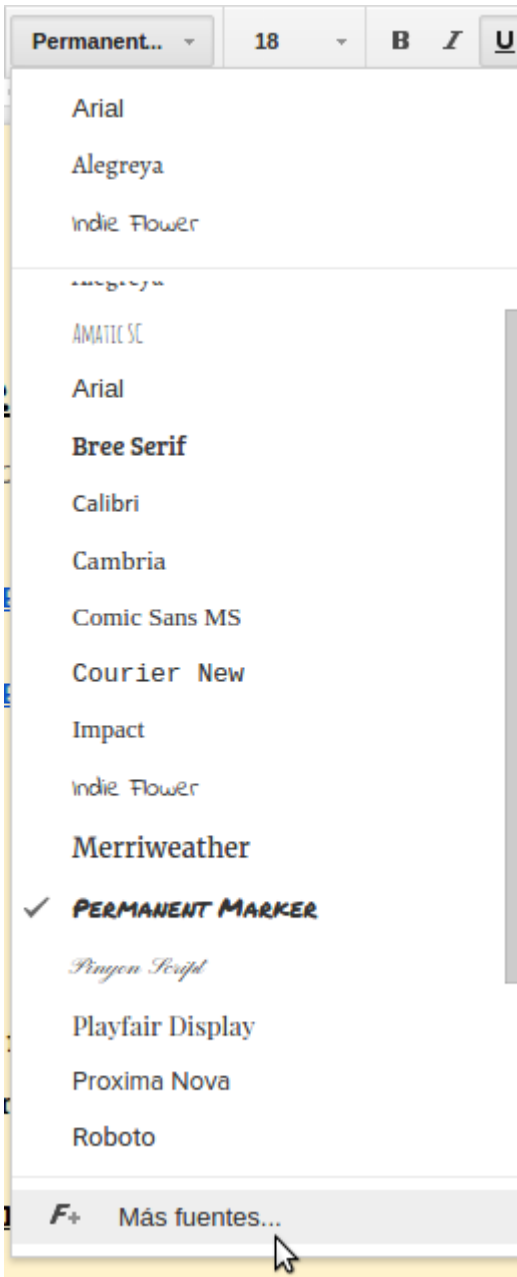 Permanent... 18 B I U
Arial
Alegreya
Indie Flower
Alegreya
AMATIC SC
Arial
Bree Serif
Calibri
Cambria
Comic Sans MS
Courier New
Impact
Indie Flower
Merriweather
PERMANENT MARKER
Pinyon Script
Playfair Display
Proxima Nova
Roboto
F+ Más fuentes...